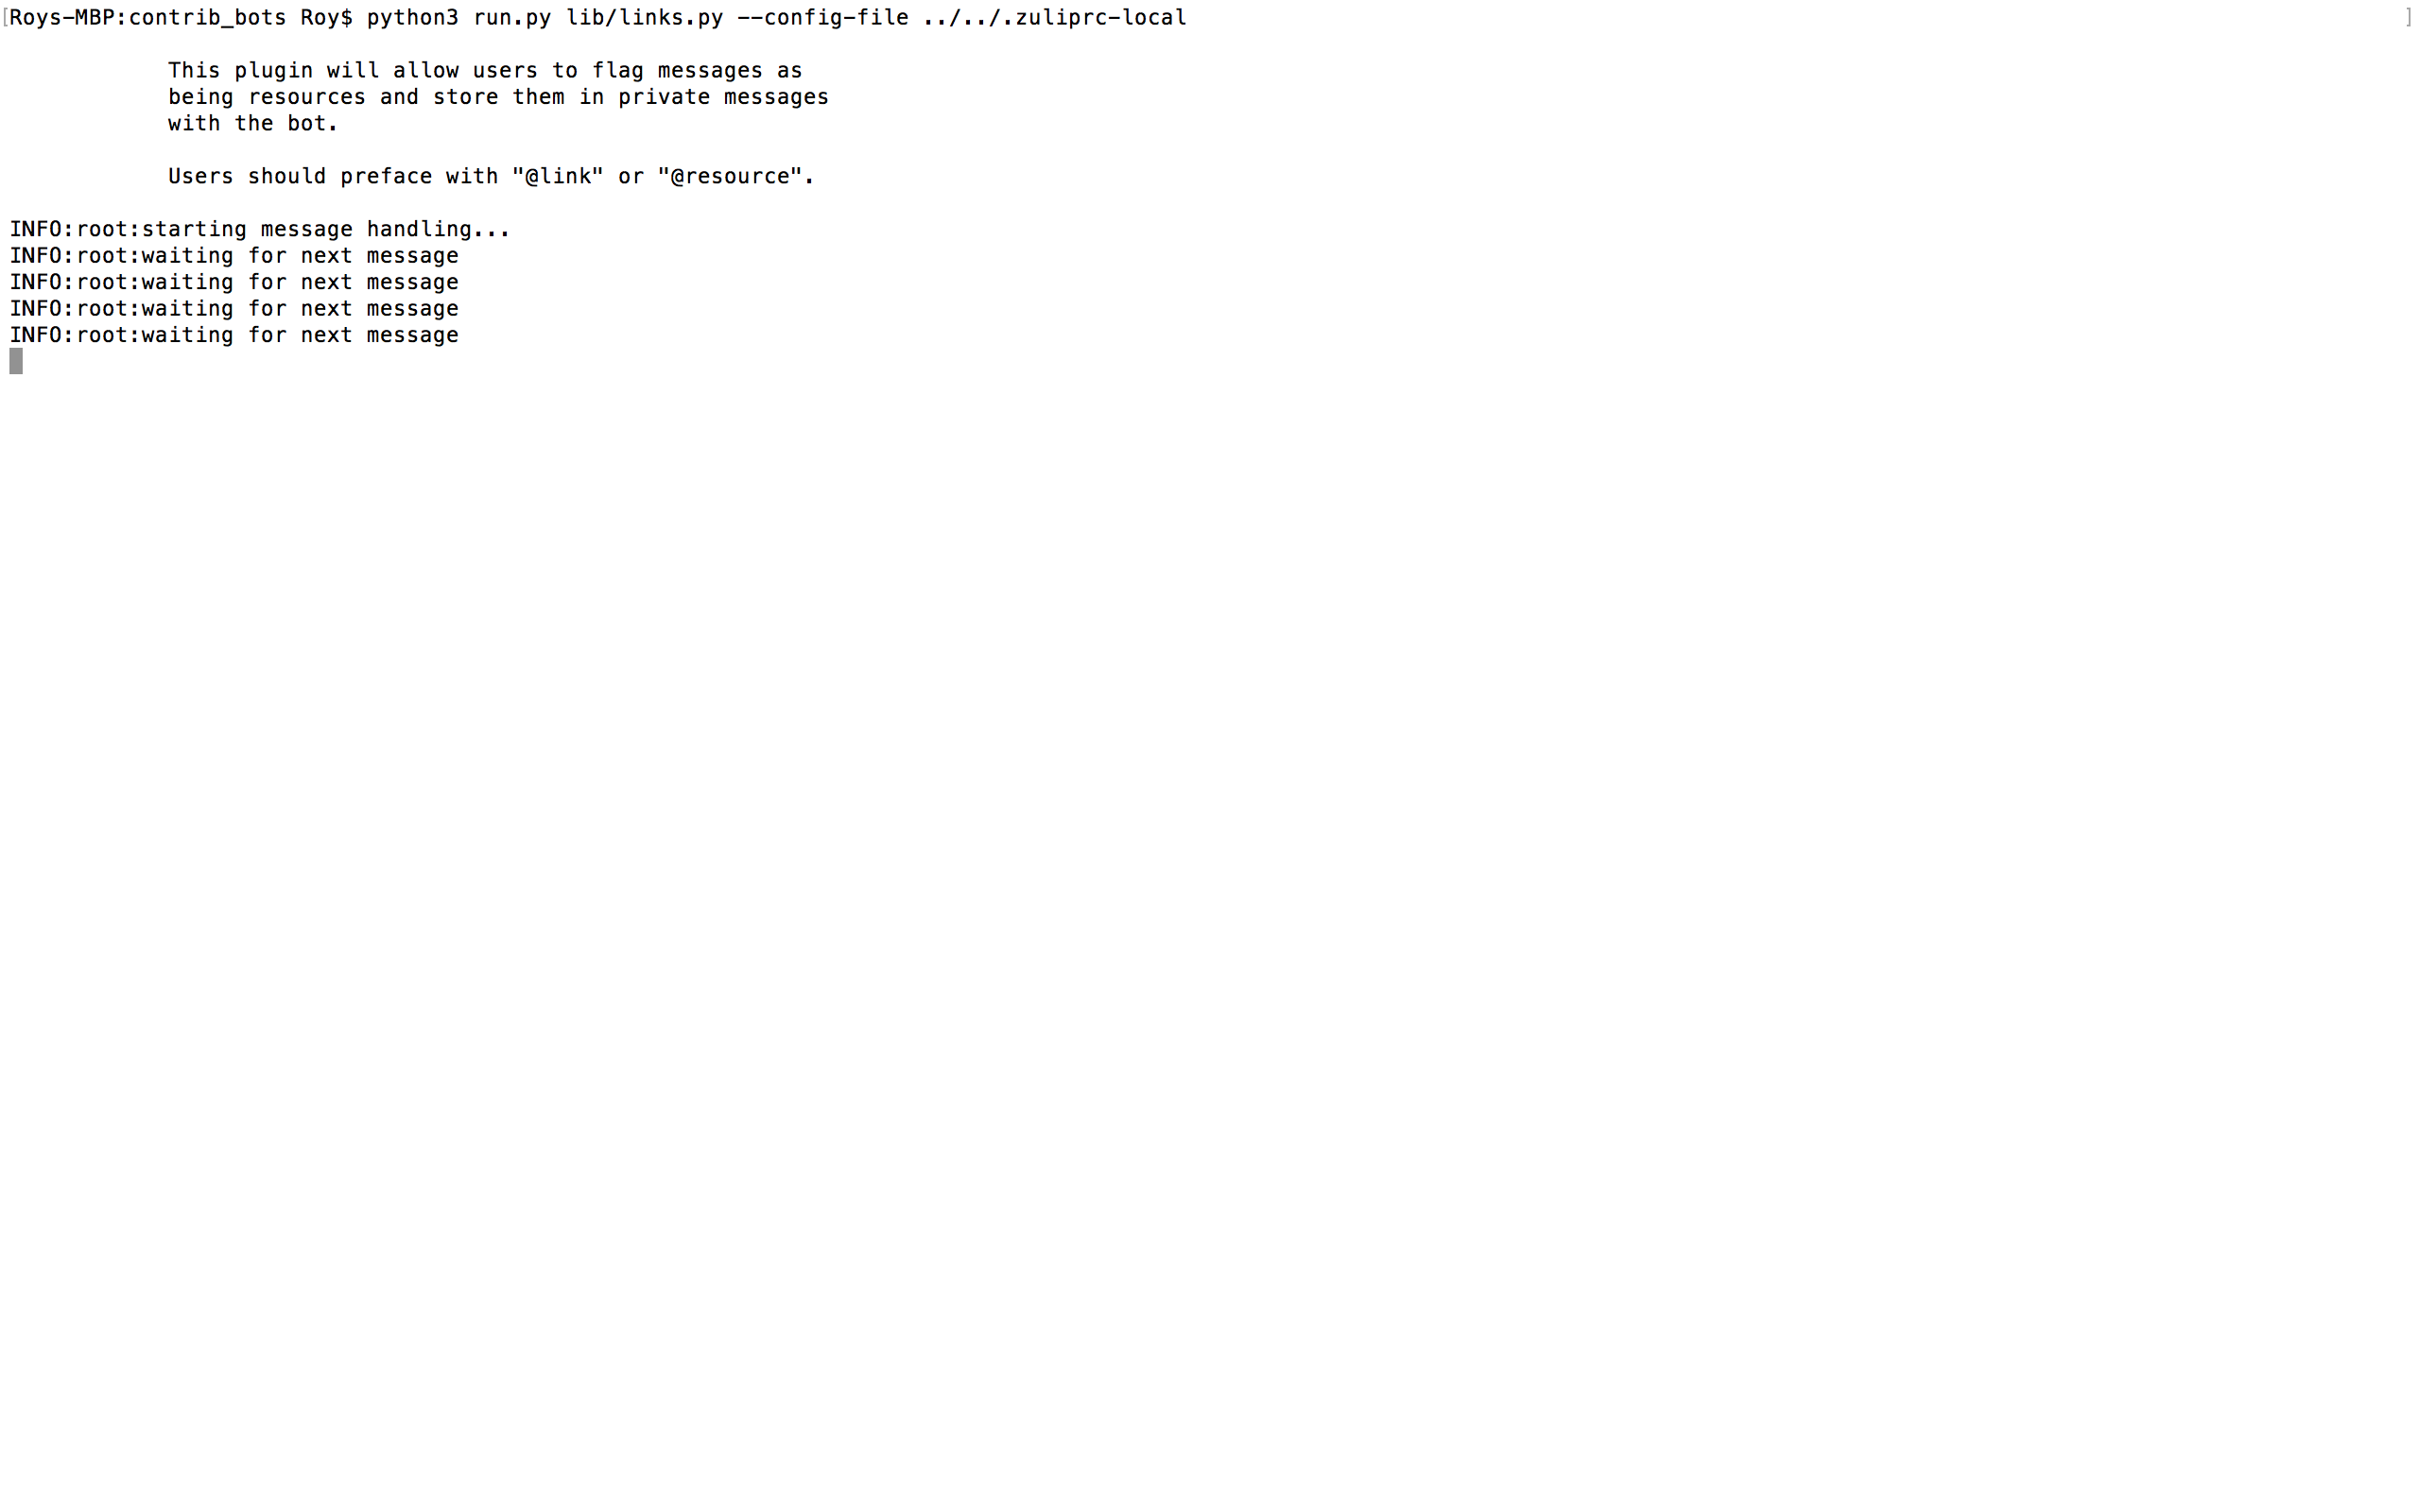 [Roys-MBP:contrib_bots Roy$ python3 run.py lib/links.py --config-file ../../.zuliprc-local ]
This plugin will allow users to flag messages as
being resources and store them in private messages
with the bot.
Users should preface with "@link" or "@resource".
INFO:root:starting message handling...
INFO:root:waiting for next message
INFO:root:waiting for next message
INFO:root:waiting for next message
INFO:root:waiting for next message